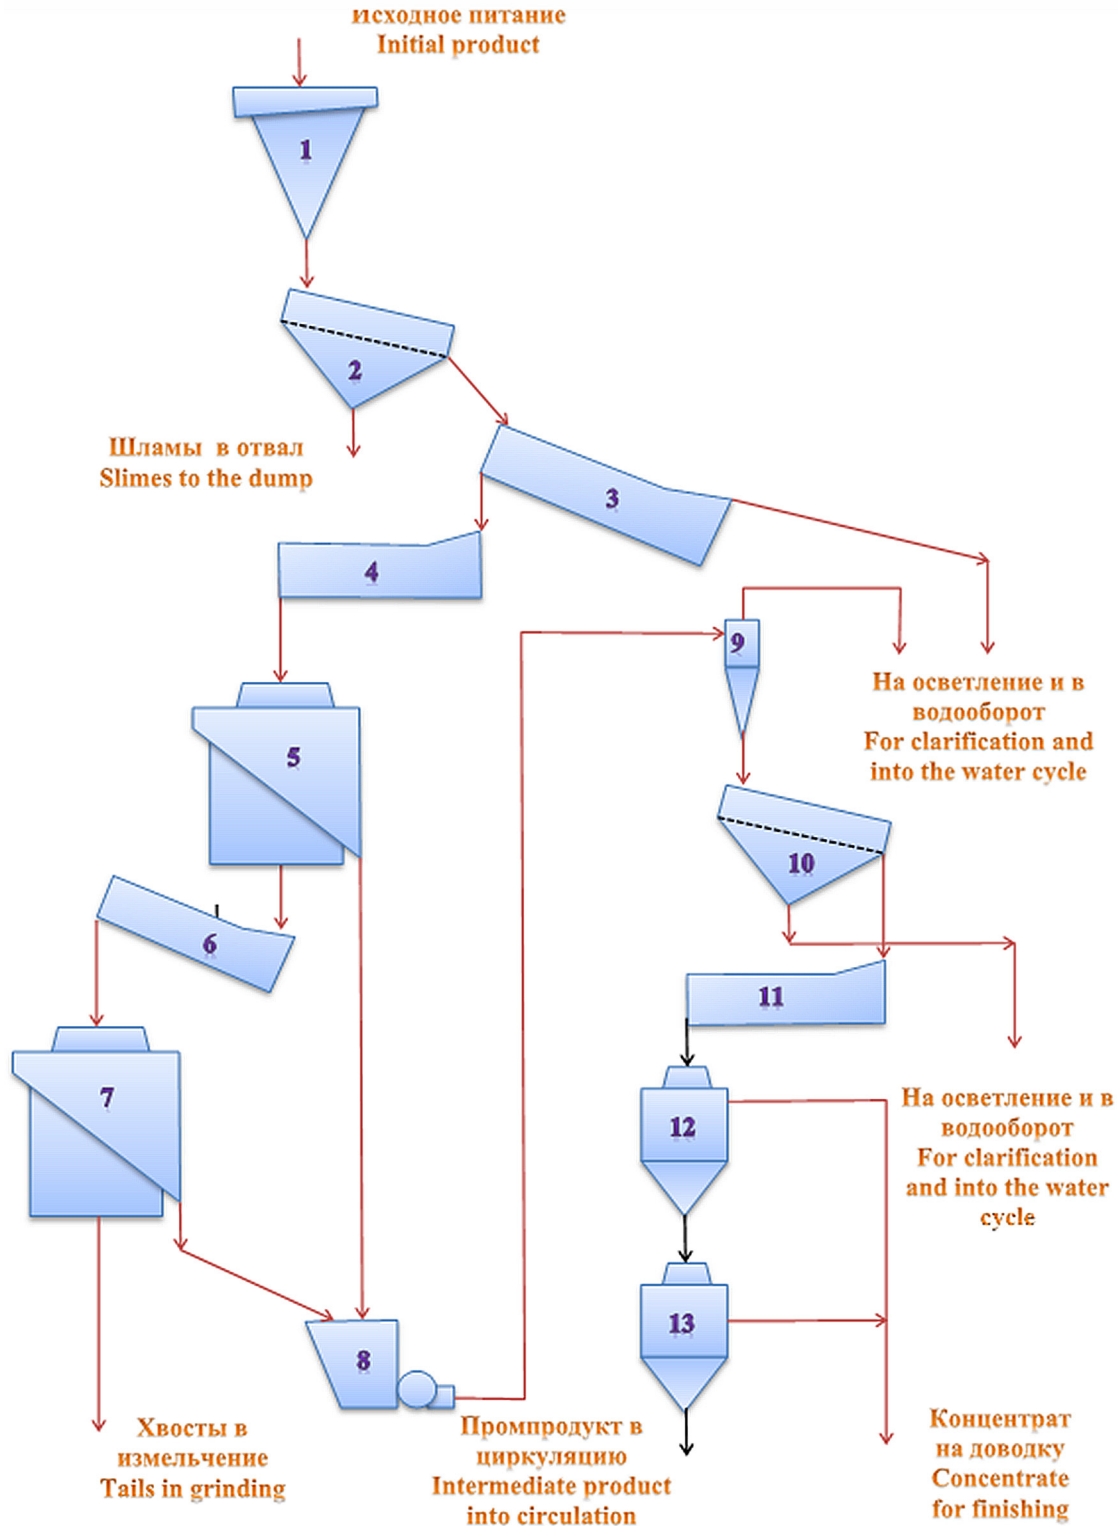 Исходное питание
Initial product
1
2
Шламы в отвал
Slimes to the dump
3
4
9
На осветление и в
водооборот
For clarification and
into the water cycle
5
10
6
11
7
12
На осветление и в
водооборот
For clarification
and into the water
cycle
13
8
Хвосты в
измельчение
Tails in grinding
Промпродукт в
циркуляцию
Intermediate product
into circulation
Концентрат
на доводку
Concentrate
for finishing